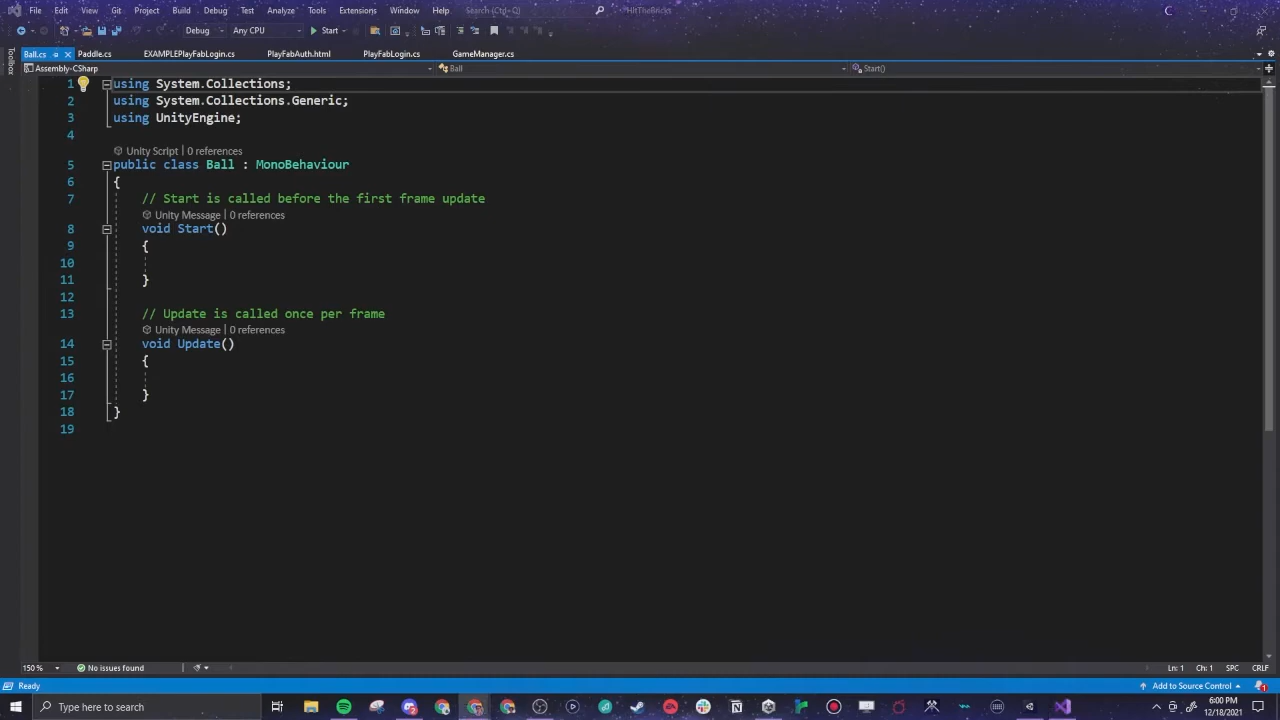 File Edit View Git Project Build Debug Test Analyze Tools Extensions Window Help Search (Ctrl+Q) HitTheBricks
Debug Any CPU Start
Ball.cs Paddle.cs EXAMPLEPlayFabLogin.cs PlayFabAuth.html PlayFabLogin.cs GameManager.cs
Toolbox
Assembly-CSharp Ball Start()
1 using System.Collections;
2 using System.Collections.Generic;
3 using UnityEngine;
4
Unity Script | 0 references
5 public class Ball : MonoBehaviour
6 {
7 // Start is called before the first frame update
Unity Message | 0 references
8 void Start()
9 {
10
11 }
12
13 // Update is called once per frame
Unity Message | 0 references
14 void Update()
15 {
16
17 }
18 }
19
150 % No issues found Ln: 1 Ch: 1 SPC CRLF
Ready Add to Source Control 1
Type here to search 6:00 PM
12/18/2021